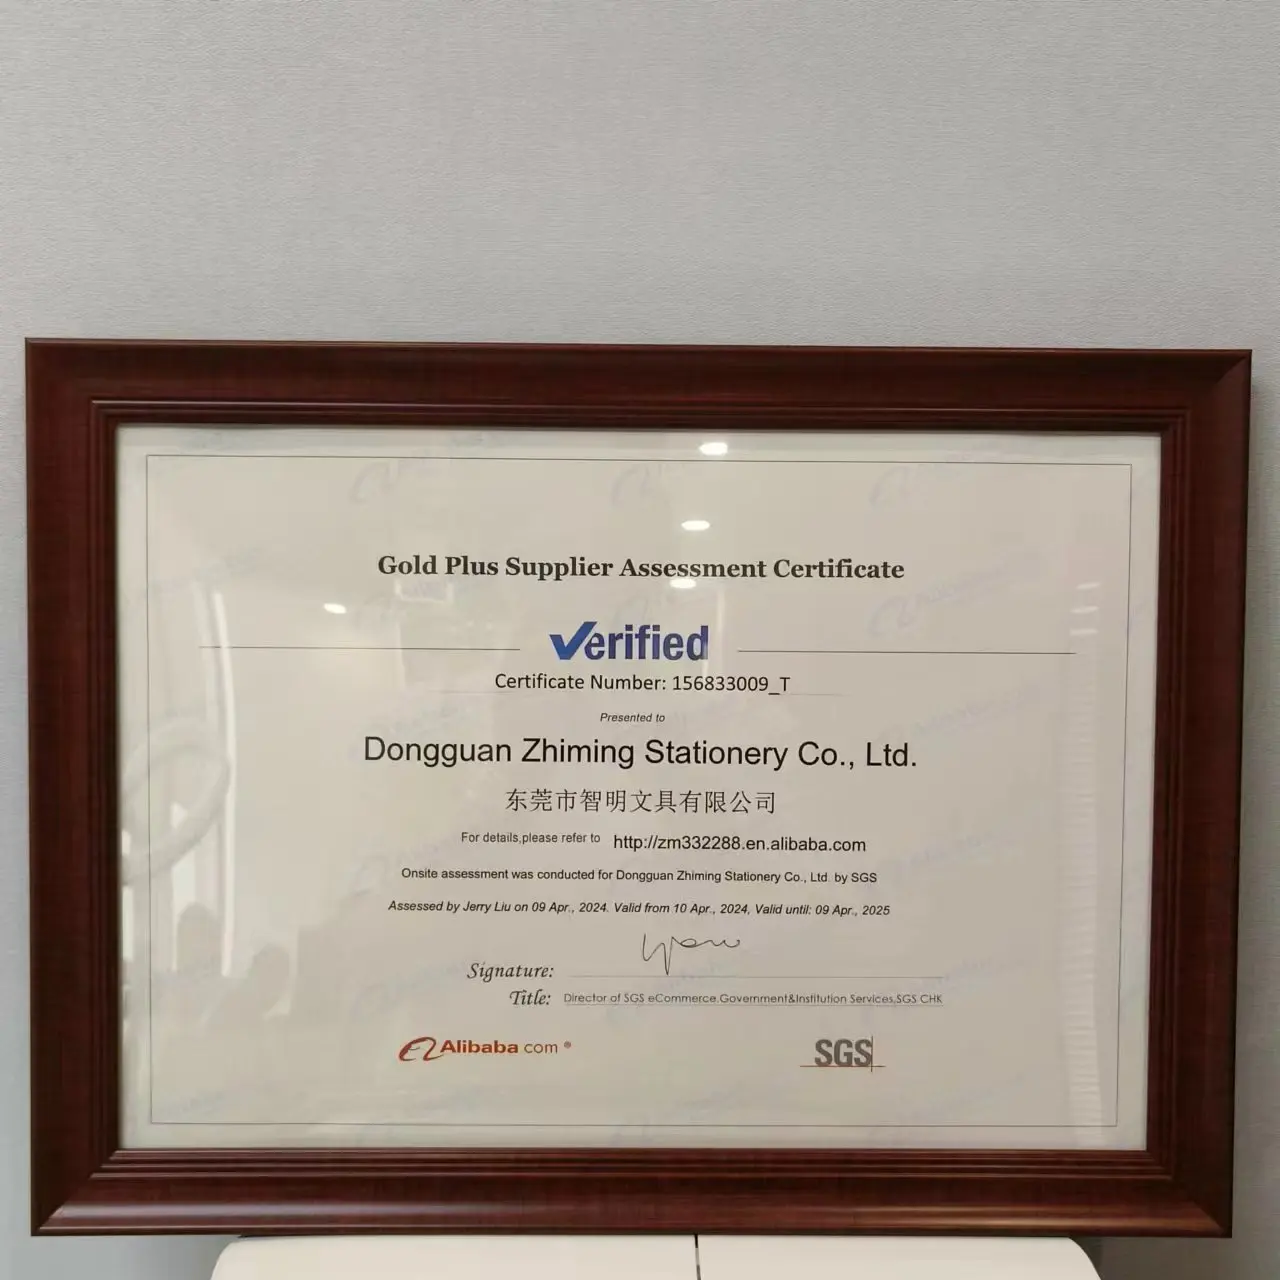 Gold Plus Supplier Assessment Certificate
Verified
Certificate Number: 156833009_T
Presented to
Dongguan Zhiming Stationery Co., Ltd.
东莞市智明文具有限公司
For details,please refer to http://zm332288.en.alibaba.com
Onsite assessment was conducted for Dongguan Zhiming Stationery Co., Ltd. by SGS
Assessed by Jerry Liu on 09 Apr., 2024. Valid from 10 Apr., 2024, Valid until: 09 Apr., 2025
Signature:
Title: Director of SGS eCommerce.Government&Institution Services,SGS CHK
Alibaba.com ®
SGS